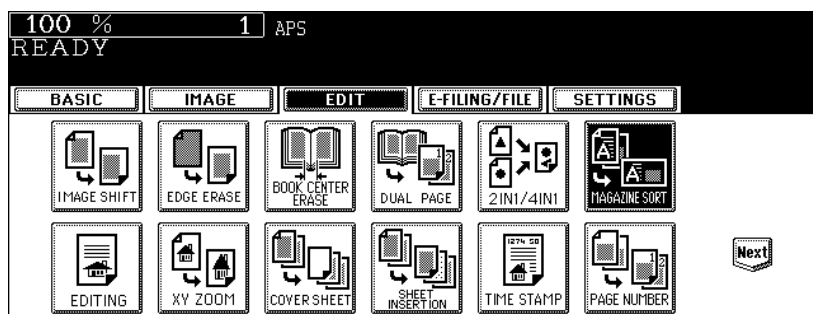 100 % 1 APS
READY
BASIC IMAGE EDIT E-FILING/FILE SETTINGS
IMAGE SHIFT EDGE ERASE BOOK CENTER ERASE DUAL PAGE 2IN1/4IN1 MAGAZINE SORT
EDITING XY ZOOM COVER SHEET SHEET INSERTION TIME STAMP PAGE NUMBER Next